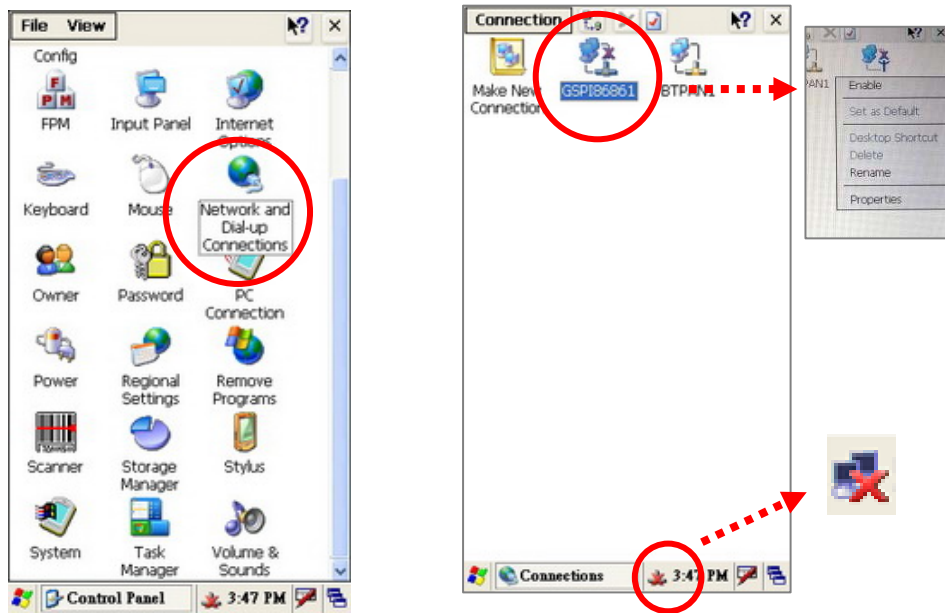 File View
Config
FPM
Input Panel
Internet
Options
Keyboard
Mouse
Network and
Dial-up
Connections
Owner
Password
PC
Connection
Power
Regional
Settings
Remove
Programs
Scanner
Storage
Manager
Stylus
System
Task
Manager
Volume &
Sounds
Control Panel
3:47 PM
Connection
Make New
Connection
GSPI86861
BTPAN1
Connections
3:47 PM
PAN1
Enable
Set as Default
Desktop Shortcut
Delete
Rename
Properties